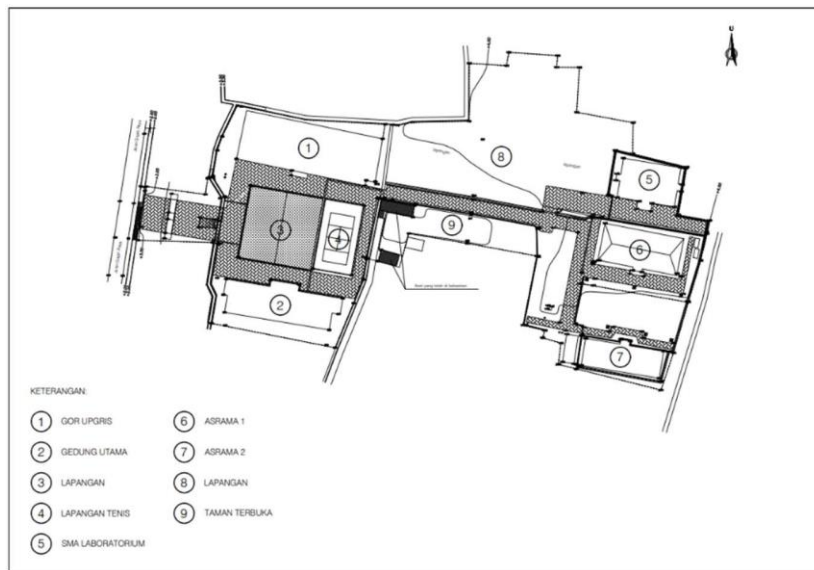 U
1
8
5
3
4
9
6
2
7
KETERANGAN:
1 GOR UPGRIS
2 GEDUNG UTAMA
3 LAPANGAN
4 LAPANGAN TENIS
5 SMA LABORATORIUM
6 ASRAMA 1
7 ASRAMA 2
8 LAPANGAN
9 TAMAN TERBUKA